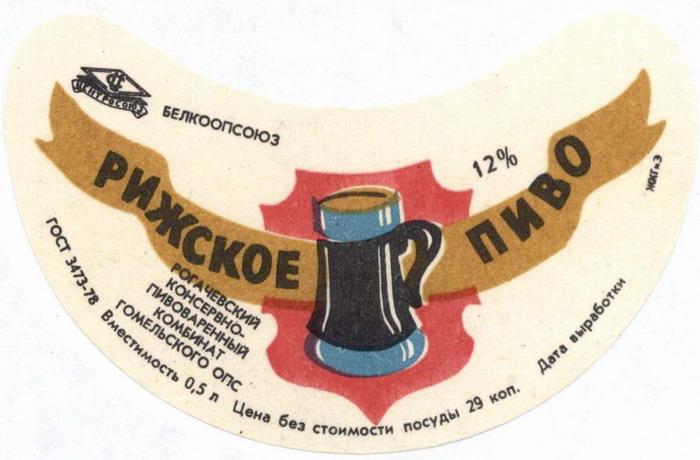 ЦЕНТРОСОЮЗ
БЕЛКООПСОЮЗ
12%
РИЖСКОЕ ПИВО
РОГАЧЕВСКИЙ
КОНСЕРВНО-
ПИВОВАРЕННЫЙ
КОМБИНАТ
ГОМЕЛЬСКОГО ОПС
ГОСТ 3473-78 Вместимость 0,5 л Цена без стоимости посуды 29 коп. Дата выработки